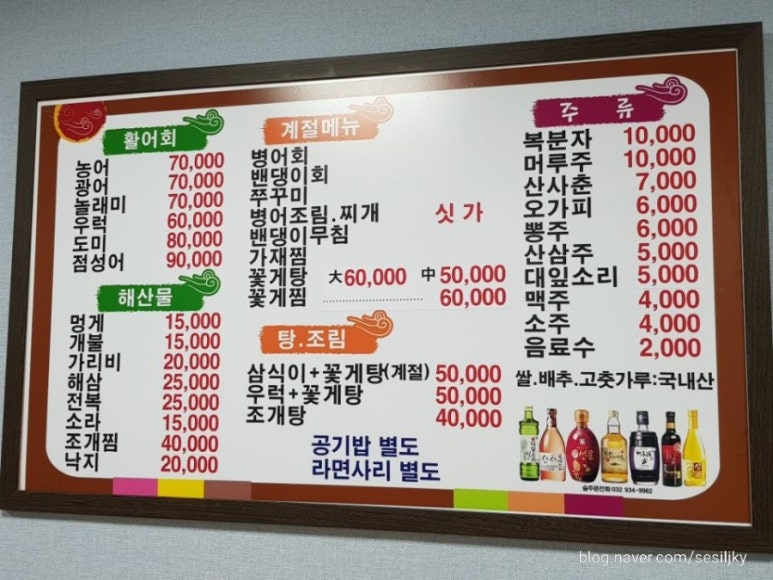 활어회
농어 70,000
광어 70,000
놀래미 70,000
우럭 60,000
도미 80,000
점성어 90,000
해산물
멍게 15,000
개불 15,000
가리비 20,000
해삼 25,000
전복 25,000
소라 15,000
조개찜 40,000
낙지 20,000
계절메뉴
병어회
밴댕이회
쭈꾸미
병어조림.찌개 싯가
밴댕이무침
가재찜
꽃게탕 大60,000 中50,000
꽃게찜 60,000
탕.조림
삼식이+꽃게탕(계절) 50,000
우럭+꽃게탕 50,000
조개탕 40,000
공기밥 별도
라면사리 별도
주 류
복분자 10,000
머루주 10,000
산사춘 7,000
오가피 6,000
뽕주 6,000
산삼주 5,000
대잎소리 5,000
맥주 4,000
소주 4,000
음료수 2,000
쌀.배추.고춧가루:국내산
032 934-9982
blog.naver.com/sesiljky